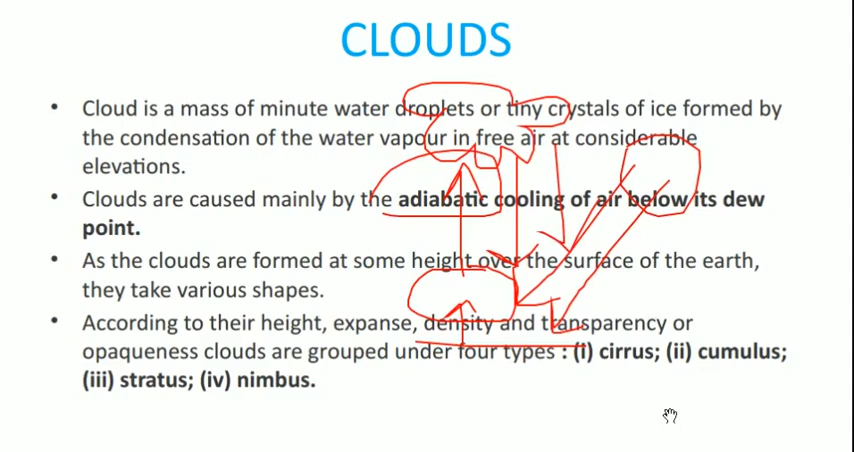 CLOUDS
• Cloud is a mass of minute water droplets or tiny crystals of ice formed by
the condensation of the water vapour in free air at considerable
elevations.
• Clouds are caused mainly by the adiabatic cooling of air below its dew
point.
• As the clouds are formed at some height over the surface of the earth,
they take various shapes.
• According to their height, expanse, density and transparency or
opaqueness clouds are grouped under four types : (i) cirrus; (ii) cumulus;
(iii) stratus; (iv) nimbus.